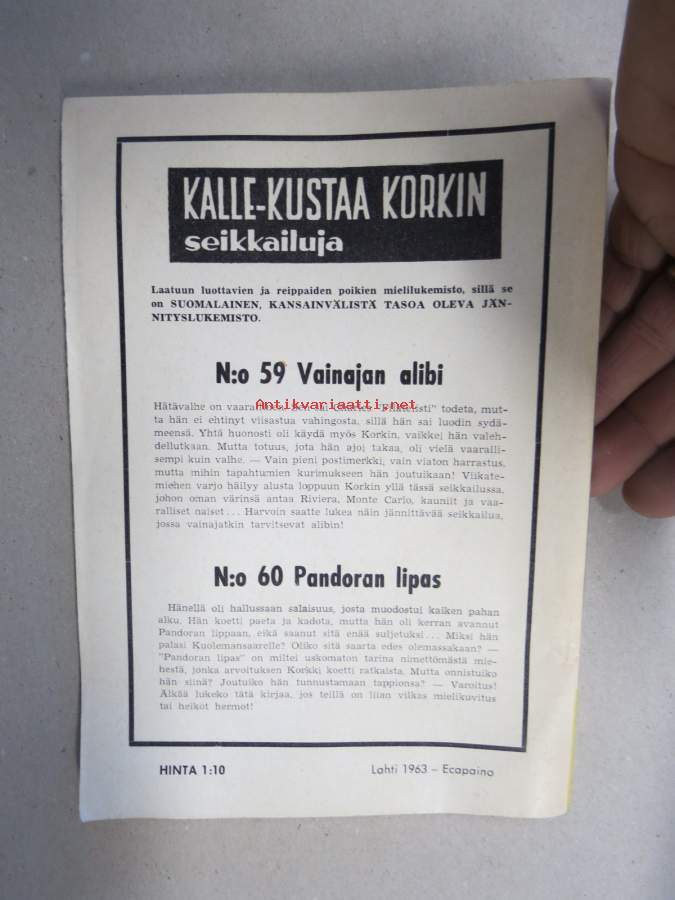 KALLE-KUSTAA KORKIN
seikkailuja
Laatuun luottavien ja reippaiden poikien mielilukemisto, sillä se
on SUOMALAINEN, KANSAINVÄLISTÄ TASOA OLEVA JÄN-
NITYSLUKEMISTO.
N:o 59 Vainajan alibi
Antikvariaatti.net
Hätävalhe on todeta, mut-
ta hän ei ehtinyt viisastua vahingosta, sillä hän sai luodin sydä-
meensä. Yhtä huonosti oli käydä myös Korkin, vaikkei hän valeh-
dellutkaan. Mutta totuus, jota hän ajoi takaa, oli vielä vaaralli-
sempi kuin valhe. — Vain pieni postimerkki, vain viaton harrastus,
mutta mihin tapahtumien kurimukseen hän joutuikaan! Viikate-
miehen varjo häilyy alusta loppuun Korkin yllä tässä seikkailussa,
johon oman värinsä antaa Riviera, Monte Carlo, kauniit ja vaa-
ralliset naiset... Harvoin saatte lukea näin jännittävää seikkailua,
jossa vainajatkin tarvitsevat alibin!
N:o 60 Pandoran lipas
Hänellä oli hallussaan salaisuus, josta muodostui kaiken pahan
alku. Hän koetti paeta ja kadota, mutta hän oli kerran avannut
Pandoran lippaan, eikä saanut sitä enää suljetuksi... Miksi hän
palasi Kuolemansaarelle? Oliko sitä saarta edes olemassakaan? —
"Pandoran lipas" on miltei uskomaton tarina nimettömästä mie-
hestä, jonka arvoituksen Korkki koetti ratkaista. Mutta onnistuiko
hän siinä? Joutuiko hän tunnustamaan tappionsa? — Varoitus!
Älkää lukeko tätä kirjaa, jos teillä on liian vilkas mielikuvitus
tai heikot hermot!
HINTA 1:10
Lahti 1963 – Ecapaino